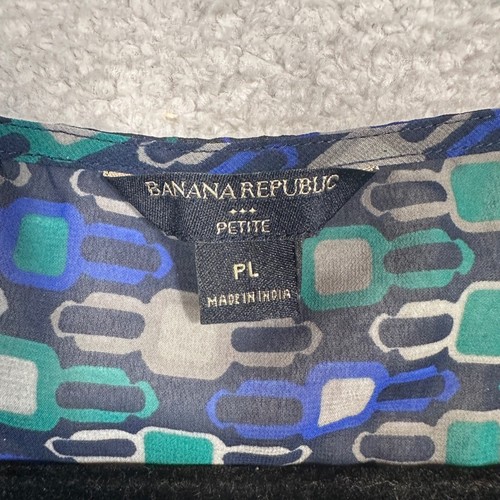 BANANA REPUBLIC
PETITE
PL
MADE IN INDIA